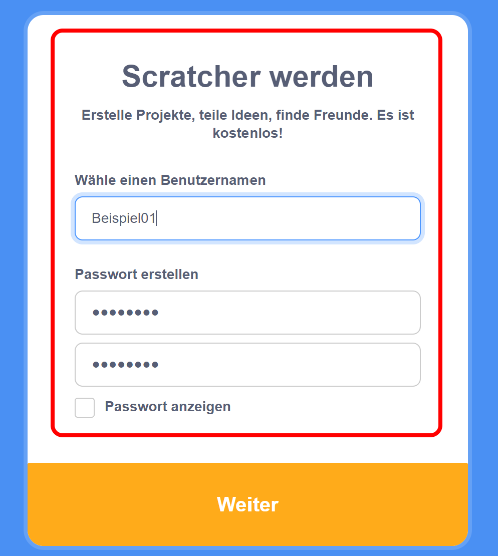 Scratcher werden
Erstelle Projekte, teile Ideen, finde Freunde. Es ist
kostenlos!
Wähle einen Benutzernamen
Beispiel01
Passwort erstellen
••••••••
••••••••
Passwort anzeigen
Weiter